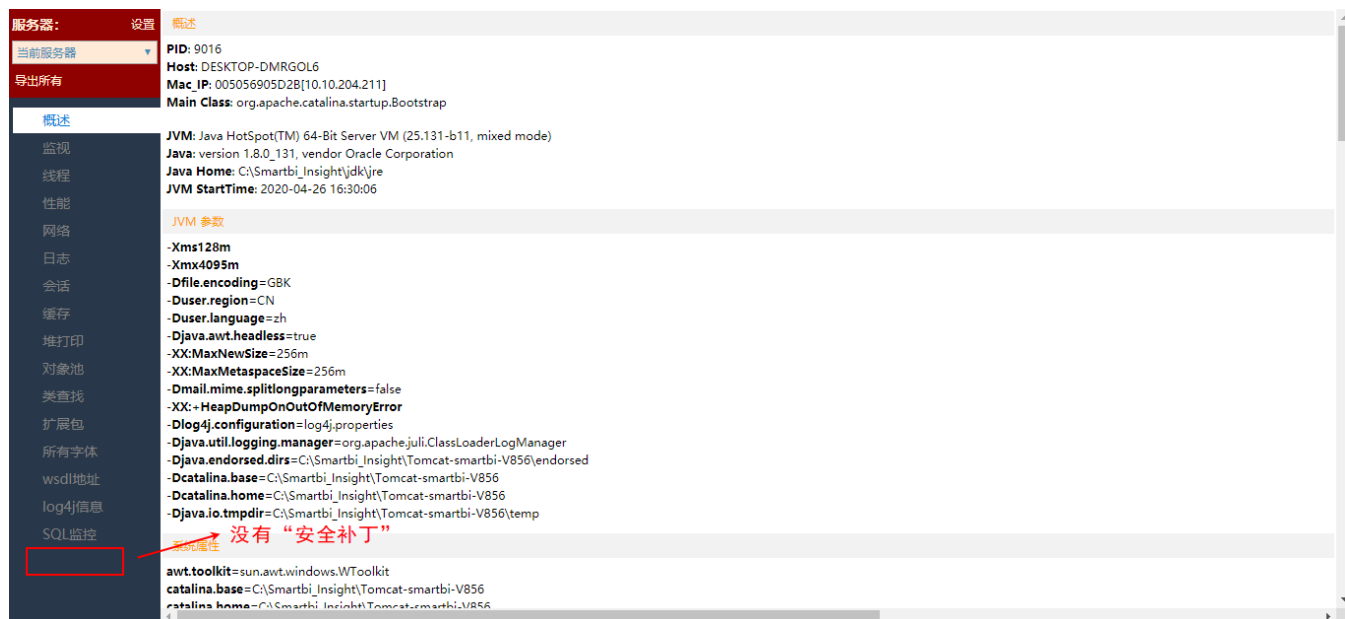 服务器：
设置
当前服务器
导出所有
概述
监视
线程
性能
网络
日志
会话
缓存
堆打印
对象池
类查找
扩展包
所有字体
wsdl地址
log4j信息
SQL监控
概述
PID: 9016
Host: DESKTOP-DMRGOL6
Mac_IP: 005056905D2B[10.10.204.211]
Main Class: org.apache.catalina.startup.Bootstrap
JVM: Java HotSpot(TM) 64-Bit Server VM (25.131-b11, mixed mode)
Java: version 1.8.0_131, vendor Oracle Corporation
Java Home: C:\Smartbi_Insight\jdk\jre
JVM StartTime: 2020-04-26 16:30:06
JVM 参数
-Xms128m
-Xmx4095m
-Dfile.encoding=GBK
-Duser.region=CN
-Duser.language=zh
-Djava.awt.headless=true
-XX:MaxNewSize=256m
-XX:MaxMetaspaceSize=256m
-Dmail.mime.splitlongparameters=false
-XX:+HeapDumpOnOutOfMemoryError
-Dlog4j.configuration=log4j.properties
-Djava.util.logging.manager=org.apache.juli.ClassLoaderLogManager
-Djava.endorsed.dirs=C:\Smartbi_Insight\Tomcat-smartbi-V856\endorsed
-Dcatalina.base=C:\Smartbi_Insight\Tomcat-smartbi-V856
-Dcatalina.home=C:\Smartbi_Insight\Tomcat-smartbi-V856
-Djava.io.tmpdir=C:\Smartbi_Insight\Tomcat-smartbi-V856\temp
没有“安全补丁”
系统属性
awt.toolkit=sun.awt.windows.WToolkit
catalina.base=C:\Smartbi_Insight\Tomcat-smartbi-V856
catalina.home=C:\Smartbi_Insight\Tomcat-smartbi-V856